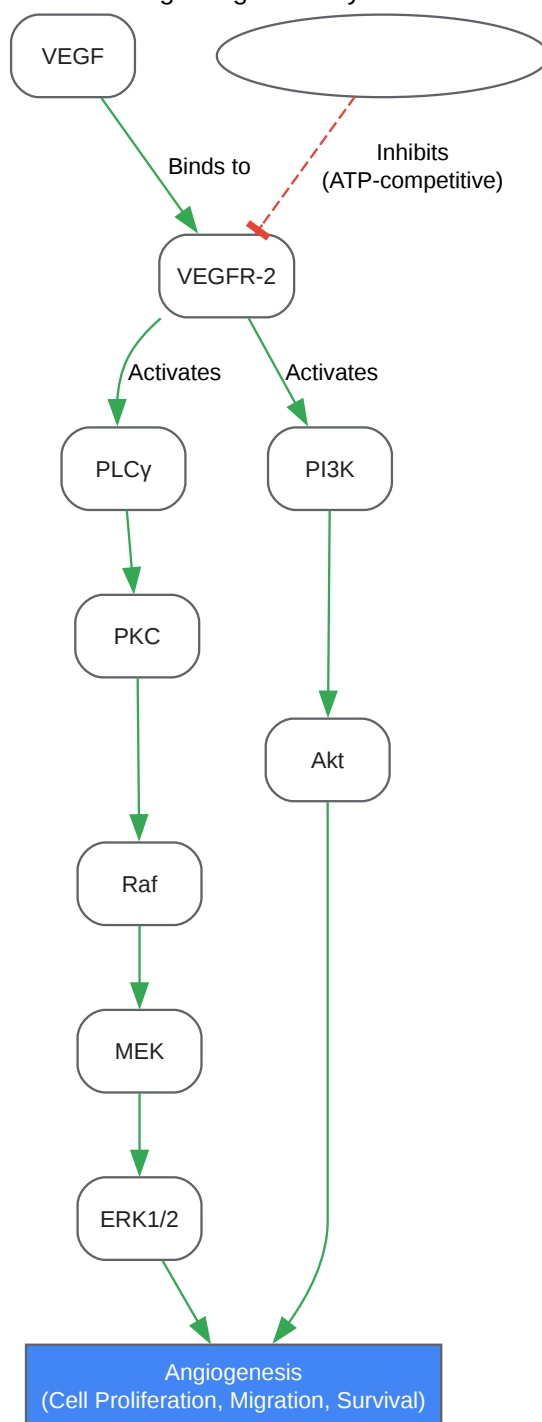 VEGF
Binds to
Inhibits
(ATP-competitive)
VEGFR-2
Activates
Activates
PLCγ
PI3K
PKC
Akt
Raf
MEK
ERK1/2
Angiogenesis
(Cell Proliferation, Migration, Survival)